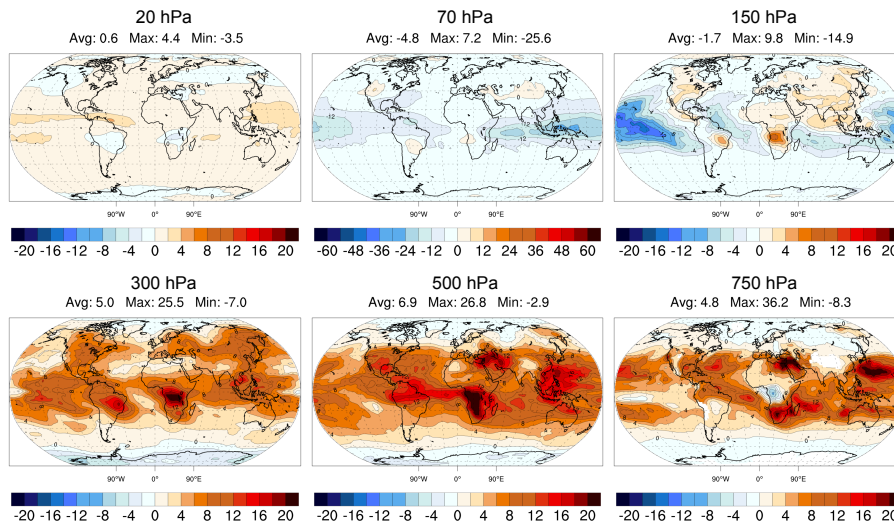 20 hPa 70 hPa 150 hPa
Avg: 0.6 Max: 4.4 Min: -3.5 Avg: -4.8 Max: 7.2 Min: -25.6 Avg: -1.7 Max: 9.8 Min: -14.9
90°W 0° 90°E 90°W 0° 90°E 90°W 0° 90°E
-20 -16 -12 -8 -4 0 4 8 12 16 20 -60 -48 -36 -24 -12 0 12 24 36 48 60 -20 -16 -12 -8 -4 0 4 8 12 16 20
300 hPa 500 hPa 750 hPa
Avg: 5.0 Max: 25.5 Min: -7.0 Avg: 6.9 Max: 26.8 Min: -2.9 Avg: 4.8 Max: 36.2 Min: -8.3
90°W 0° 90°E 90°W 0° 90°E 90°W 0° 90°E
-20 -16 -12 -8 -4 0 4 8 12 16 20 -20 -16 -12 -8 -4 0 4 8 12 16 20 -20 -16 -12 -8 -4 0 4 8 12 16 20